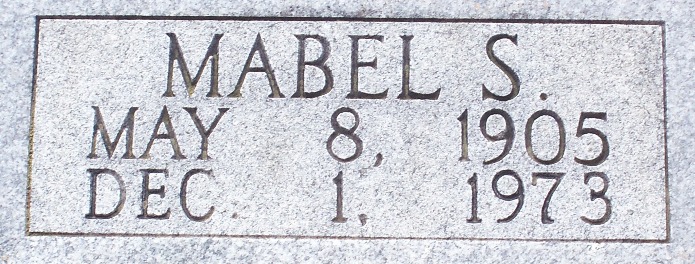 MABEL S.
MAY 8, 1905
DEC. 1, 1973